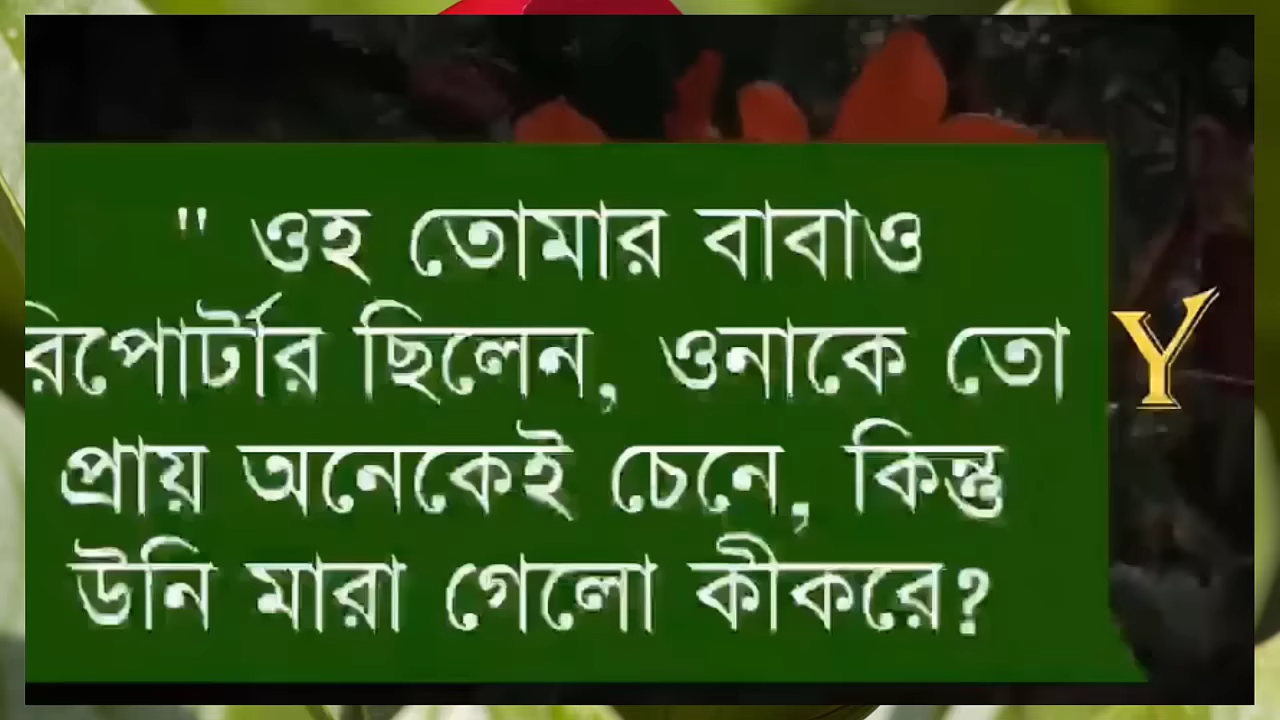 " ওহ তোমার বাবাও
রিপোর্টার ছিলেন, ওনাকে তো
প্রায় অনেকেই চেনে, কিন্তু
উনি মারা গেলো কীকরে?
Y